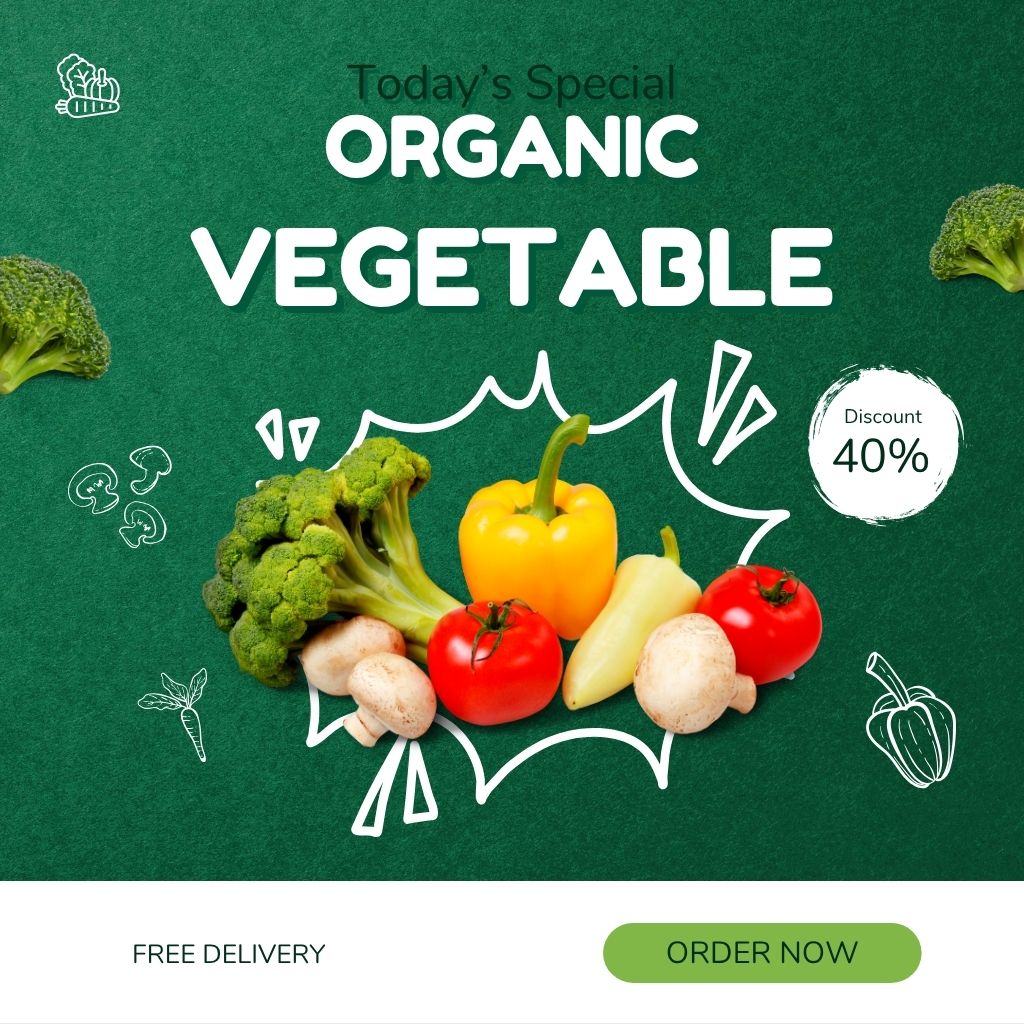 Today’s Special
ORGANIC
VEGETABLE
Discount
40%
FREE DELIVERY
ORDER NOW